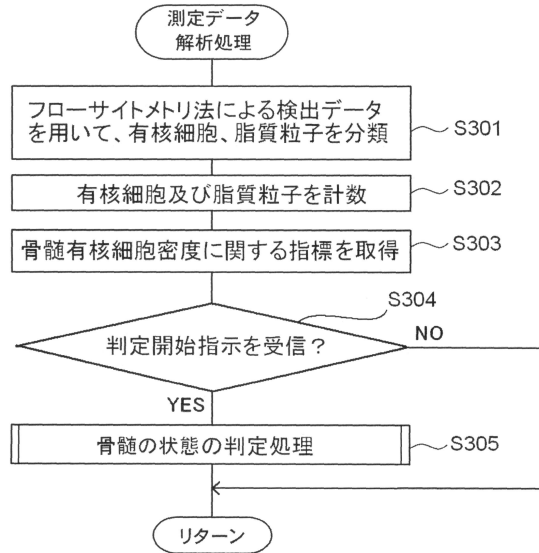 測定データ
解析処理
フローサイトメトリ法による検出データ
を用いて、有核細胞、脂質粒子を分類
S301
有核細胞及び脂質粒子を計数
S302
骨髄有核細胞密度に関する指標を取得
S303
S304
判定開始指示を受信？
NO
YES
骨髄の状態の判定処理
S305
リターン